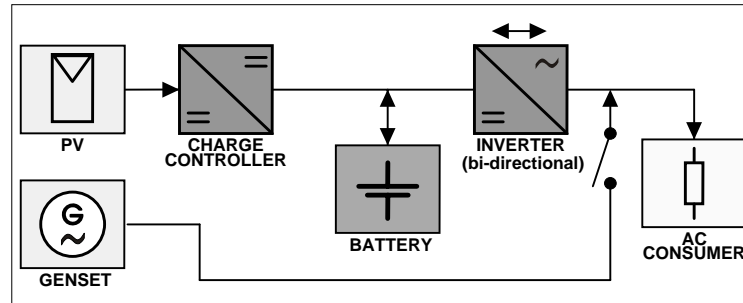 PV
CHARGE
CONTROLLER
INVERTER
(bi-directional)
BATTERY
AC
CONSUMER
G
GENSET